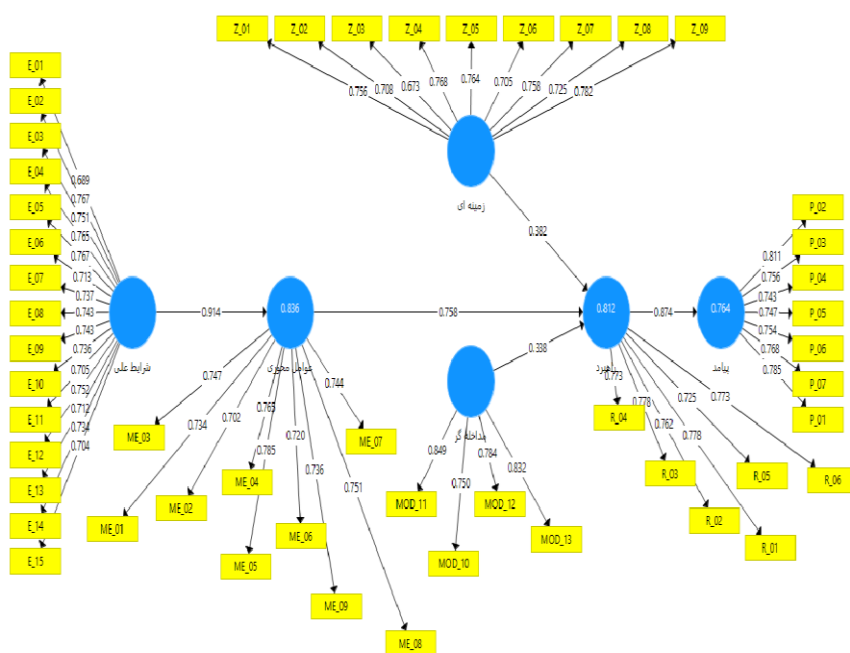 Z_01 Z_02 Z_03 Z_04 Z_05 Z_06 Z_07 Z_08 Z_09
0.756 0.708 0.673 0.768 0.764 0.705 0.758 0.725 0.782
زمینه ای
E_01
E_02
E_03
E_04
E_05
E_06
E_07
E_08
E_09
E_10
E_11
E_12
E_13
E_14
E_15
0.689
0.767
0.751
0.765
0.767
0.713
0.737
0.743
0.743
0.736
0.705
0.752
0.712
0.734
0.704
شرایط علی
0.914
0.836
عوامل محوری
0.758
0.382
0.338
0.812
راهبرد
0.874
0.764
پیامد
P_02
P_03
P_04
P_05
P_06
P_07
P_01
0.811
0.756
0.743
0.747
0.754
0.768
0.785
0.747
0.734
0.702
0.765
0.785
0.720
0.736
0.751
0.744
ME_03
ME_07
ME_04
ME_02
ME_01
ME_06
ME_05
ME_09
ME_08
مداخله گر
0.849
0.750
0.784
0.832
MOD_11
MOD_12
MOD_13
MOD_10
0.773
0.778
0.762
0.778
0.725
0.773
R_04
R_03
R_05
R_06
R_02
R_01